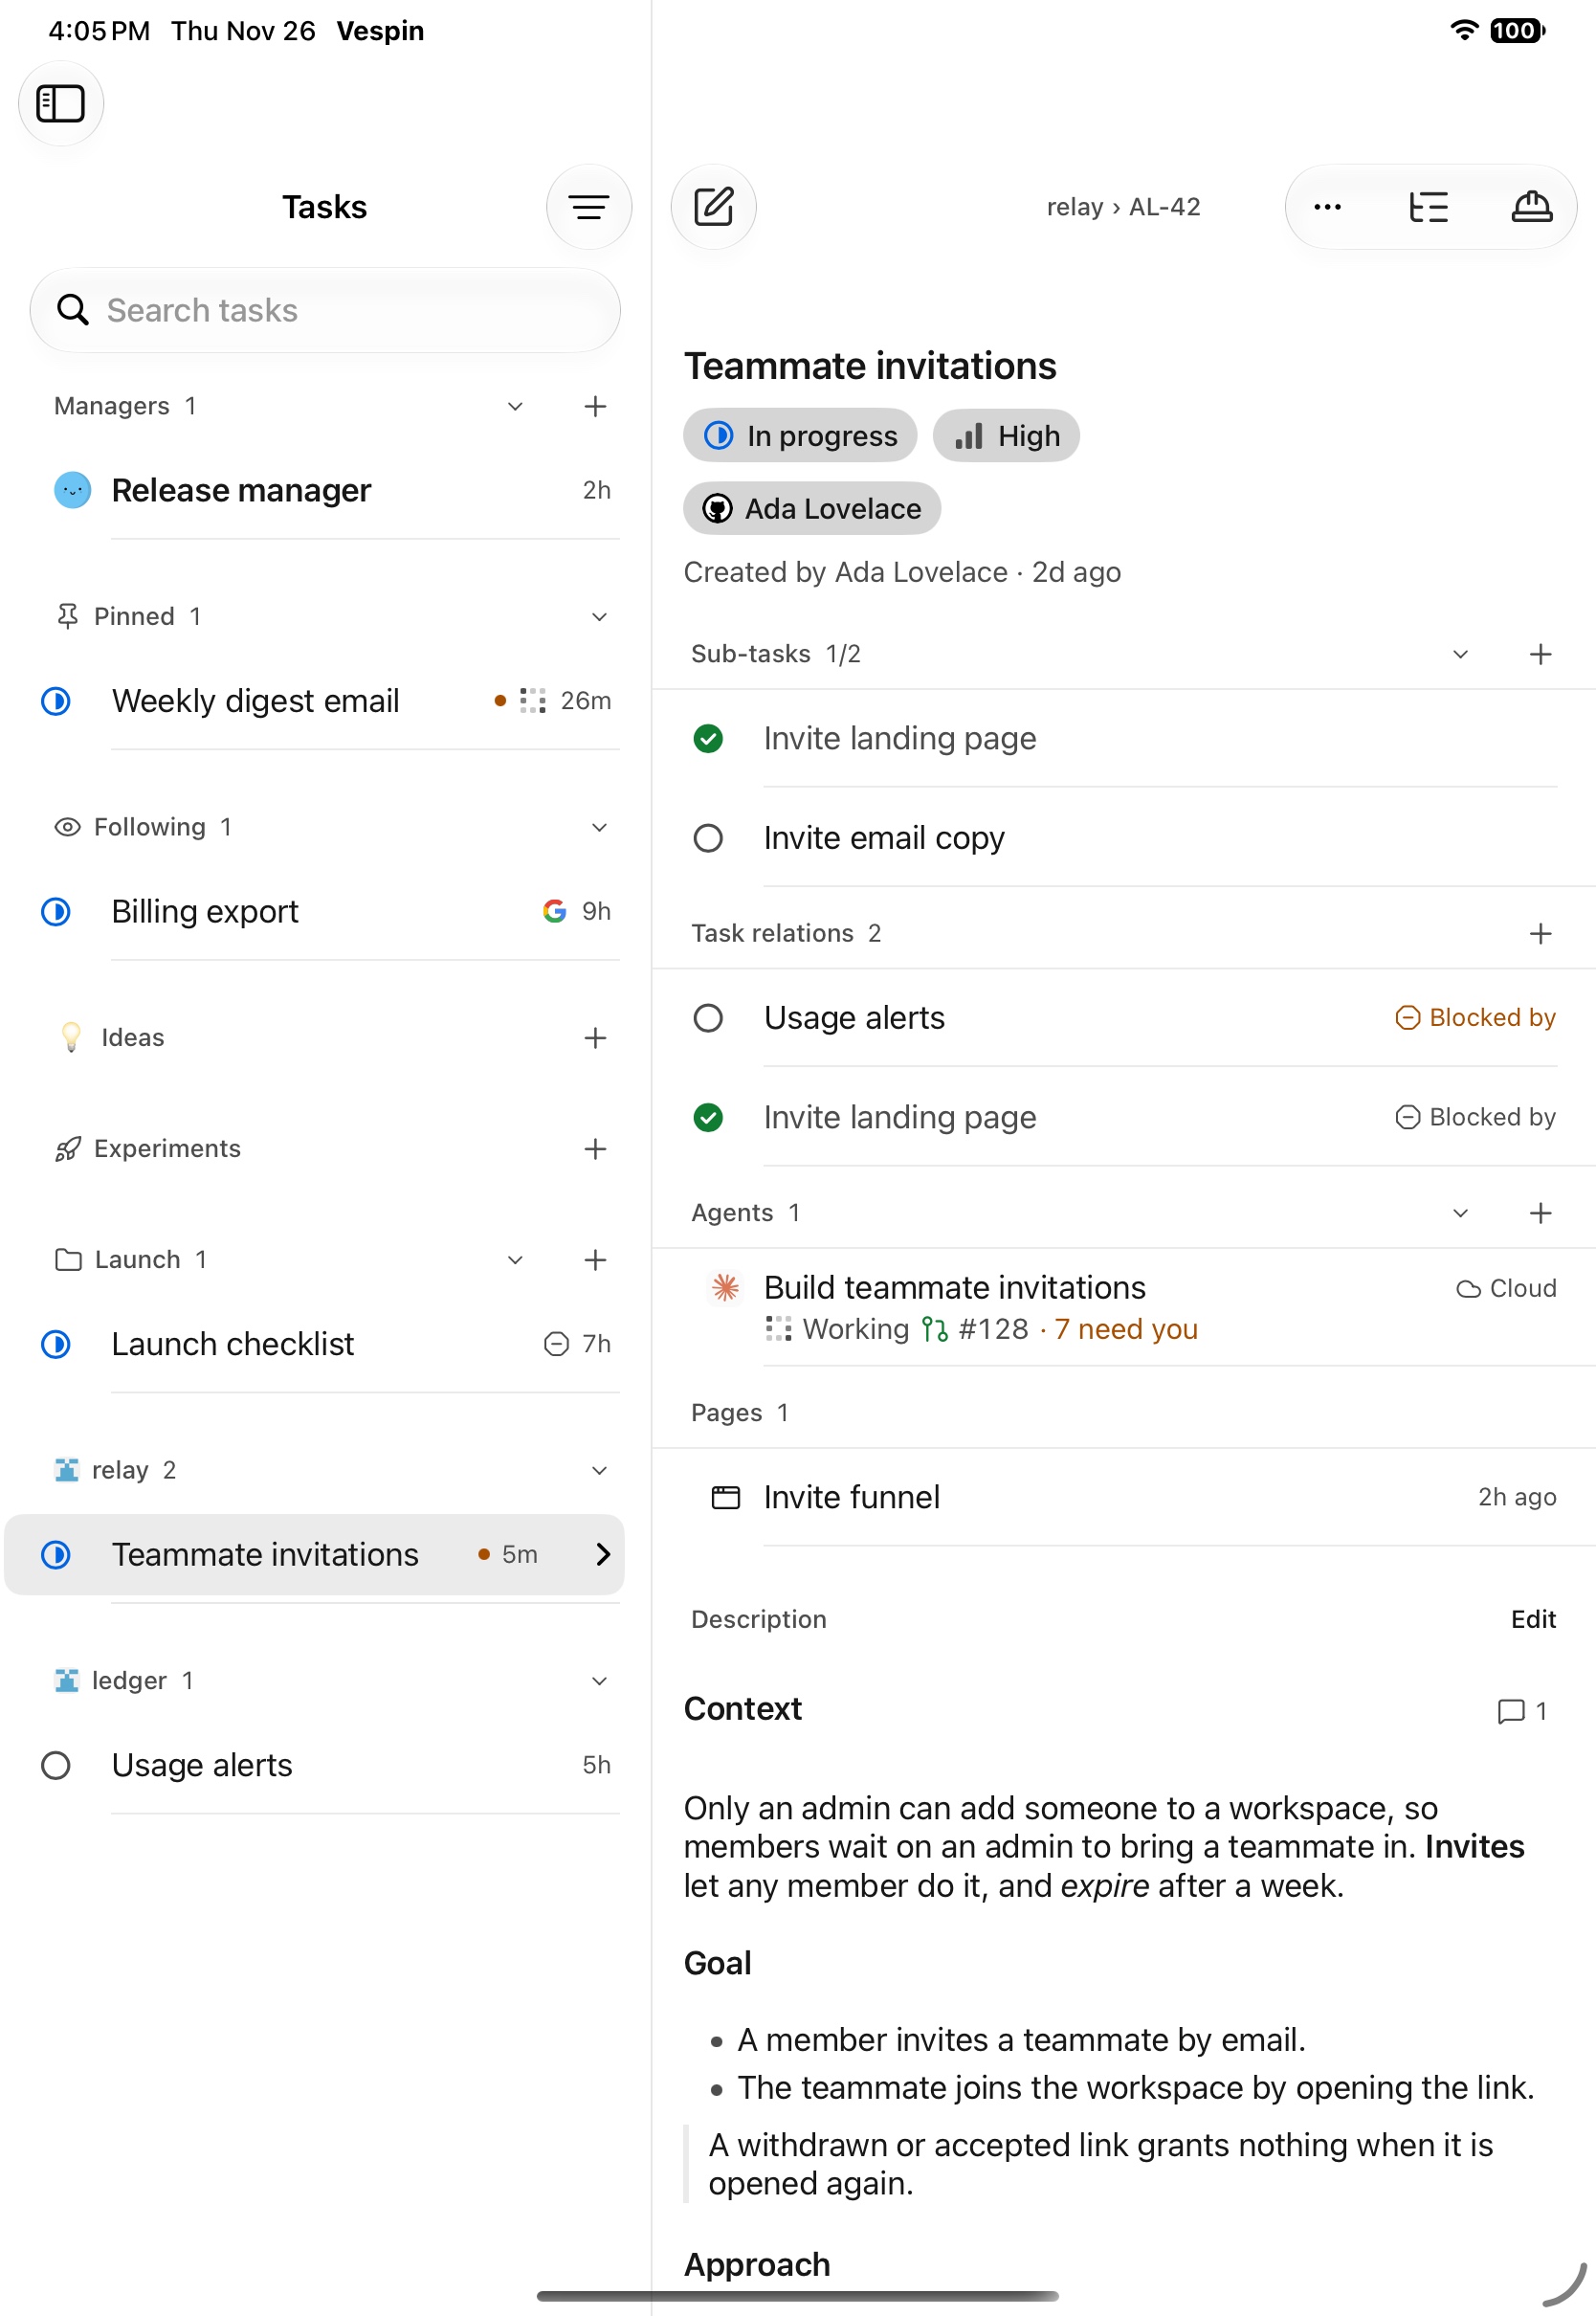 4:05 PM Thu Nov 26 Vespin
100
Tasks
Search tasks
Managers 1
Release manager 2h
Pinned 1
Weekly digest email 26m
Following 1
Billing export 9h
Ideas
Experiments
Launch 1
Launch checklist 7h
relay 2
Teammate invitations 5m
ledger 1
Usage alerts 5h
relay › AL-42
Teammate invitations
In progress High
Ada Lovelace
Created by Ada Lovelace · 2d ago
Sub-tasks 1/2
Invite landing page
Invite email copy
Task relations 2
Usage alerts Blocked by
Invite landing page Blocked by
Agents 1
Build teammate invitations Cloud
Working #128 · 7 need you
Pages 1
Invite funnel 2h ago
Description Edit
Context 1
Only an admin can add someone to a workspace, so
members wait on an admin to bring a teammate in. Invites
let any member do it, and expire after a week.
Goal
• A member invites a teammate by email.
• The teammate joins the workspace by opening the link.
A withdrawn or accepted link grants nothing when it is
opened again.
Approach